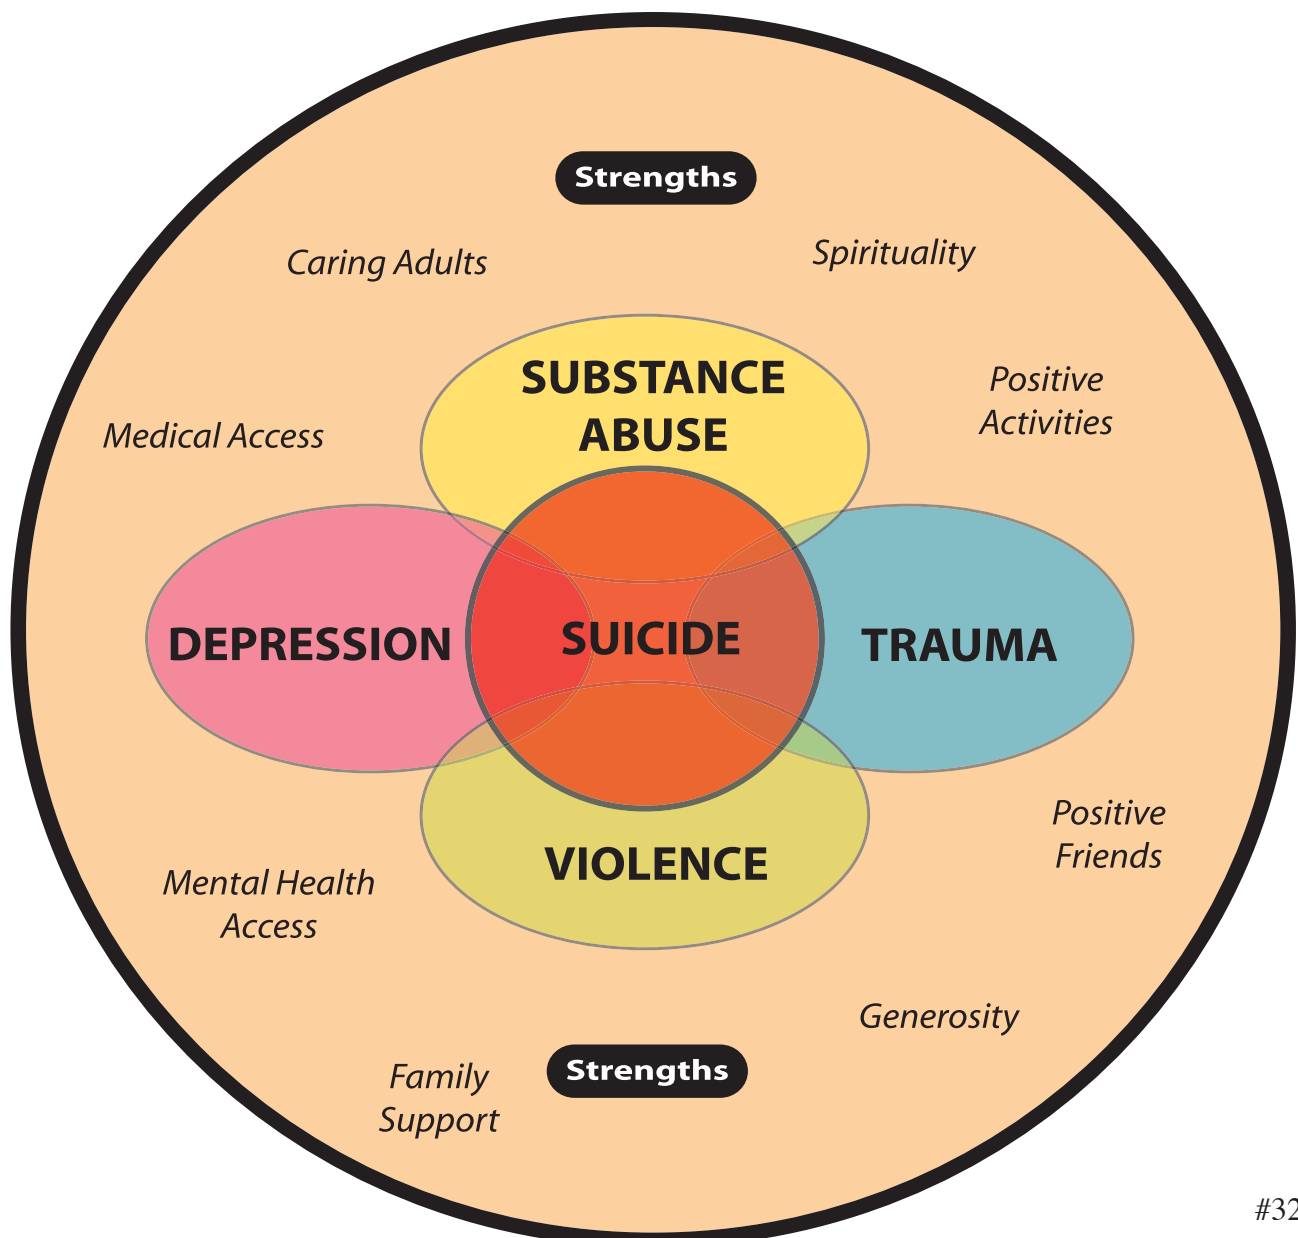 Strengths
Caring Adults
Spirituality
SUBSTANCE
ABUSE
Positive
Activities
Medical Access
DEPRESSION
SUICIDE
TRAUMA
Positive
Friends
VIOLENCE
Mental Health
Access
Generosity
Strengths
Family
Support
#32